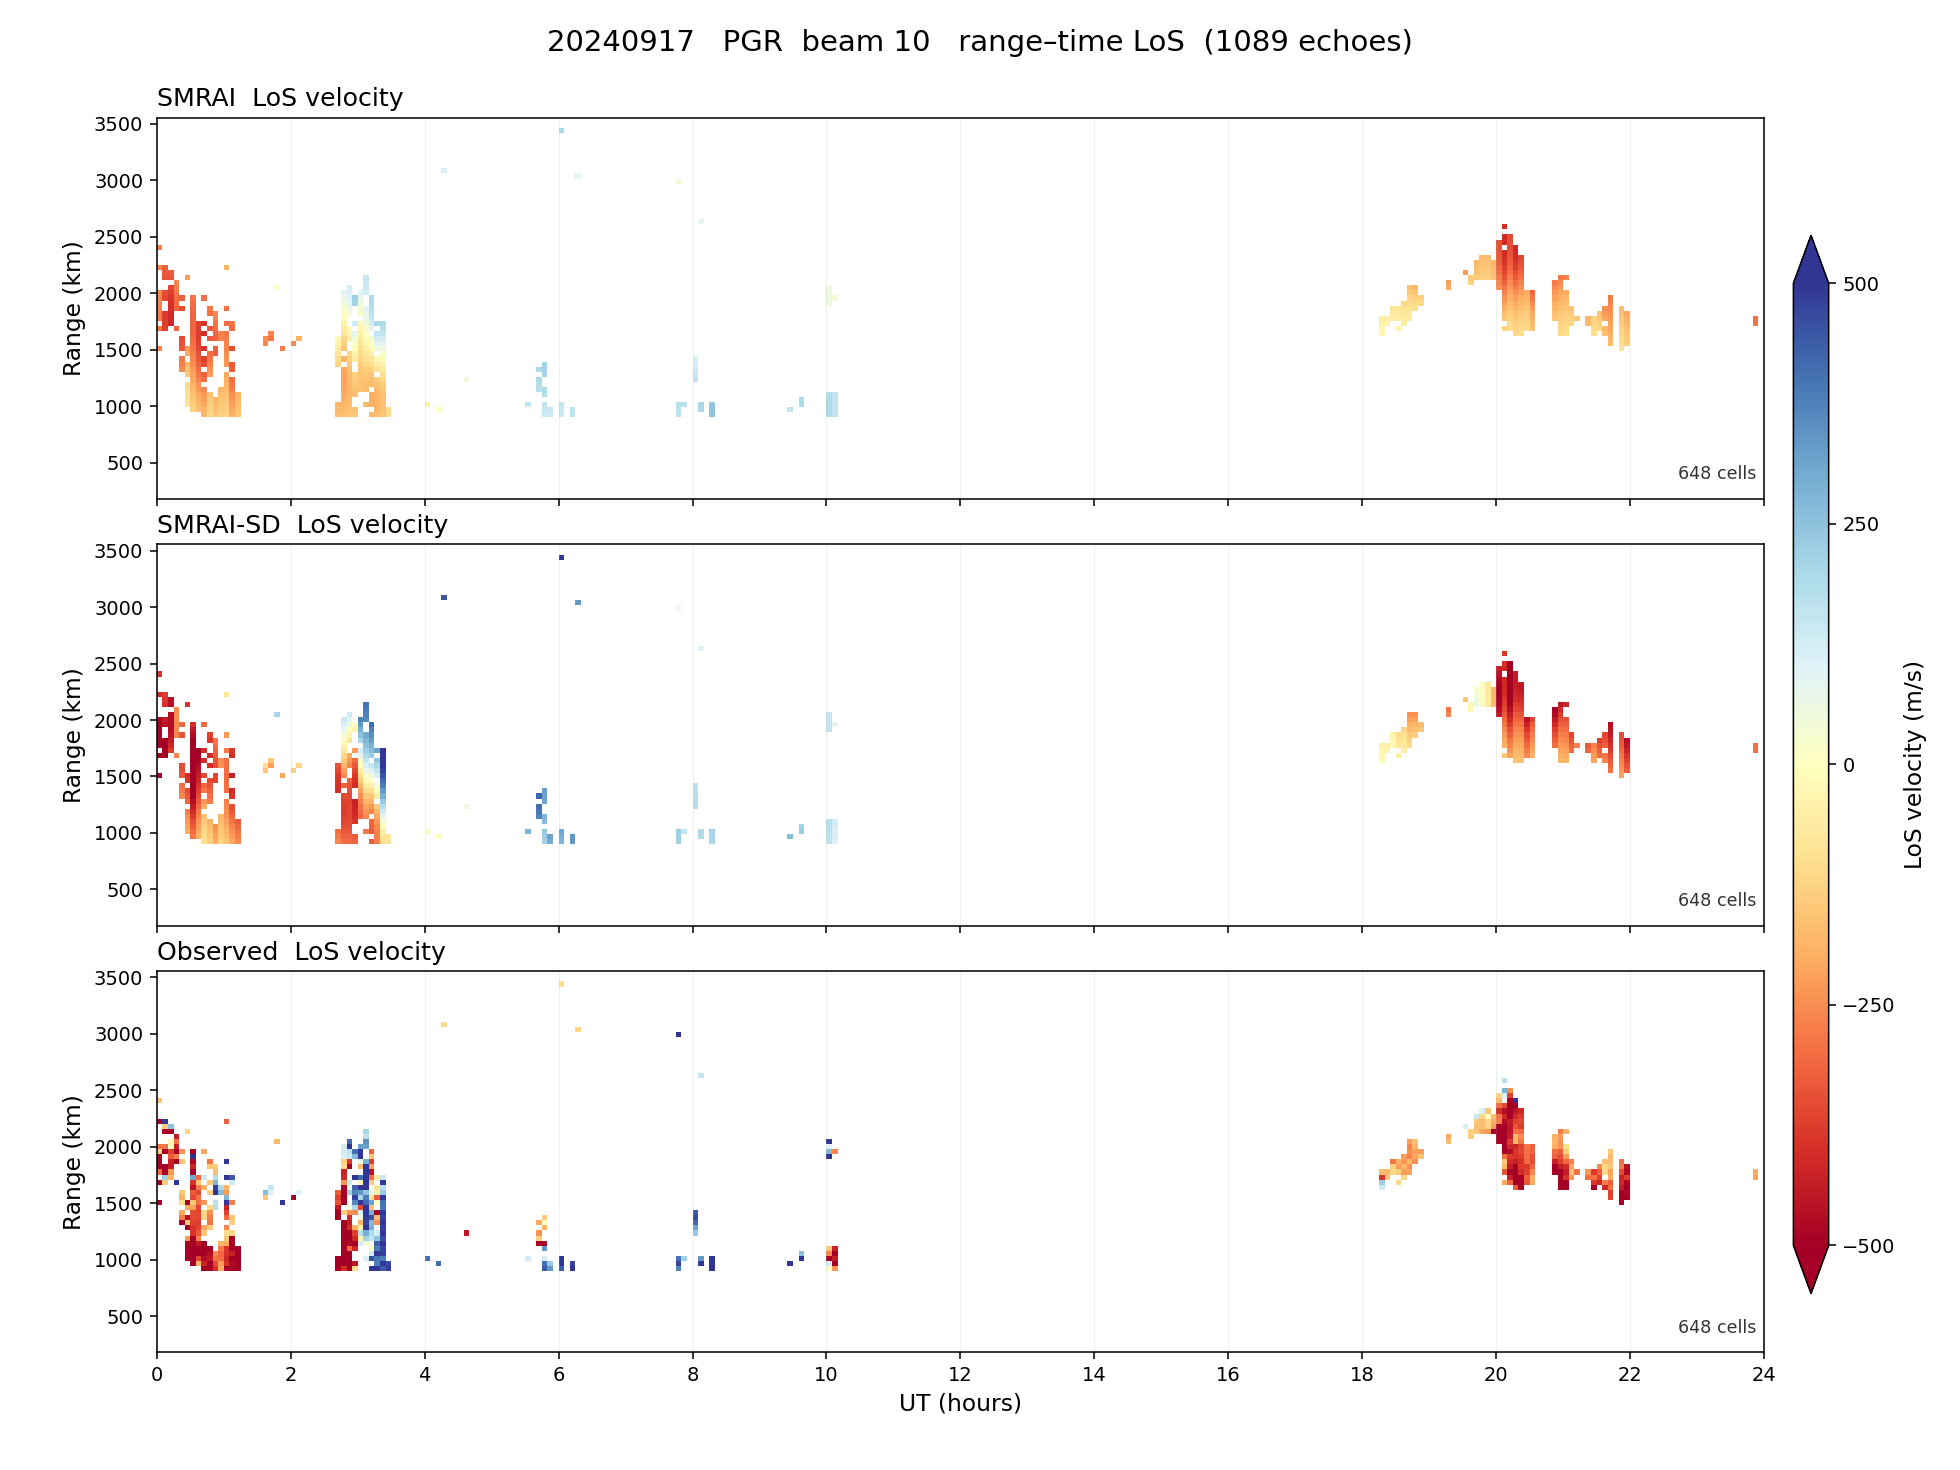 20240917   PGR  beam 10   range–time LoS  (1089 echoes)
SMRAI  LoS velocity
3500
3000
2500
2000
1500
1000
500
Range (km)
648 cells
SMRAI-SD  LoS velocity
3500
3000
2500
2000
1500
1000
500
Range (km)
648 cells
Observed  LoS velocity
3500
3000
2500
2000
1500
1000
500
Range (km)
648 cells
0 2 4 6 8 10 12 14 16 18 20 22 24
UT (hours)
500
250
0
−250
−500
LoS velocity (m/s)